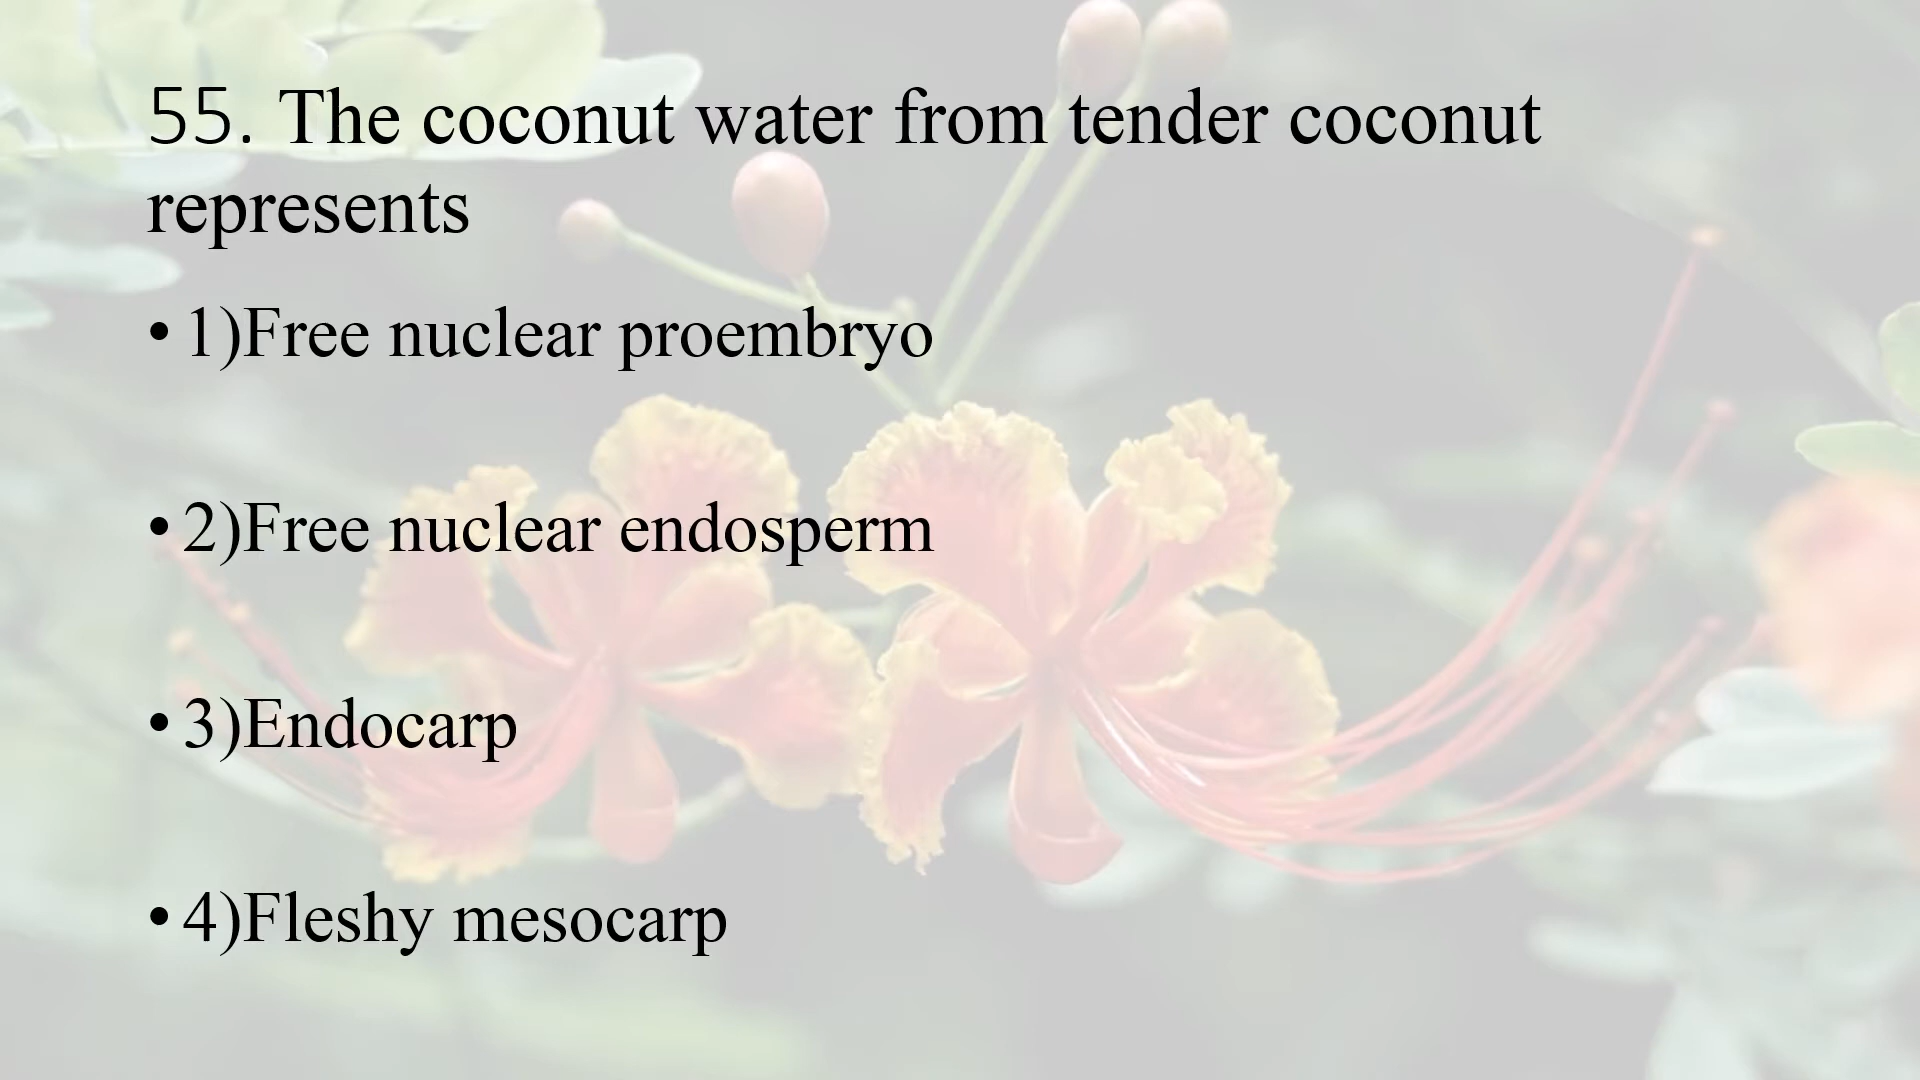 55. The coconut water from tender coconut
represents
• 1)Free nuclear proembryo
• 2)Free nuclear endosperm
• 3)Endocarp
• 4)Fleshy mesocarp